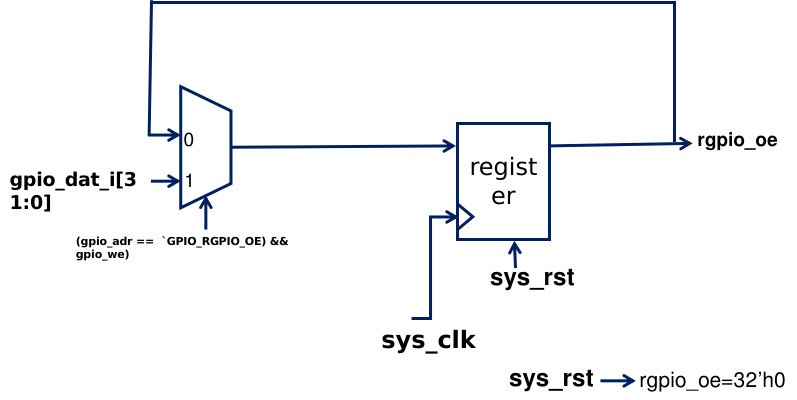 0
rgpio_oe
regist
er
gpio_dat_i[3
1:0]
1
(gpio_adr == `GPIO_RGPIO_OE) &&
gpio_we)
sys_rst
sys_clk
sys_rst
rgpio_oe=32’h0